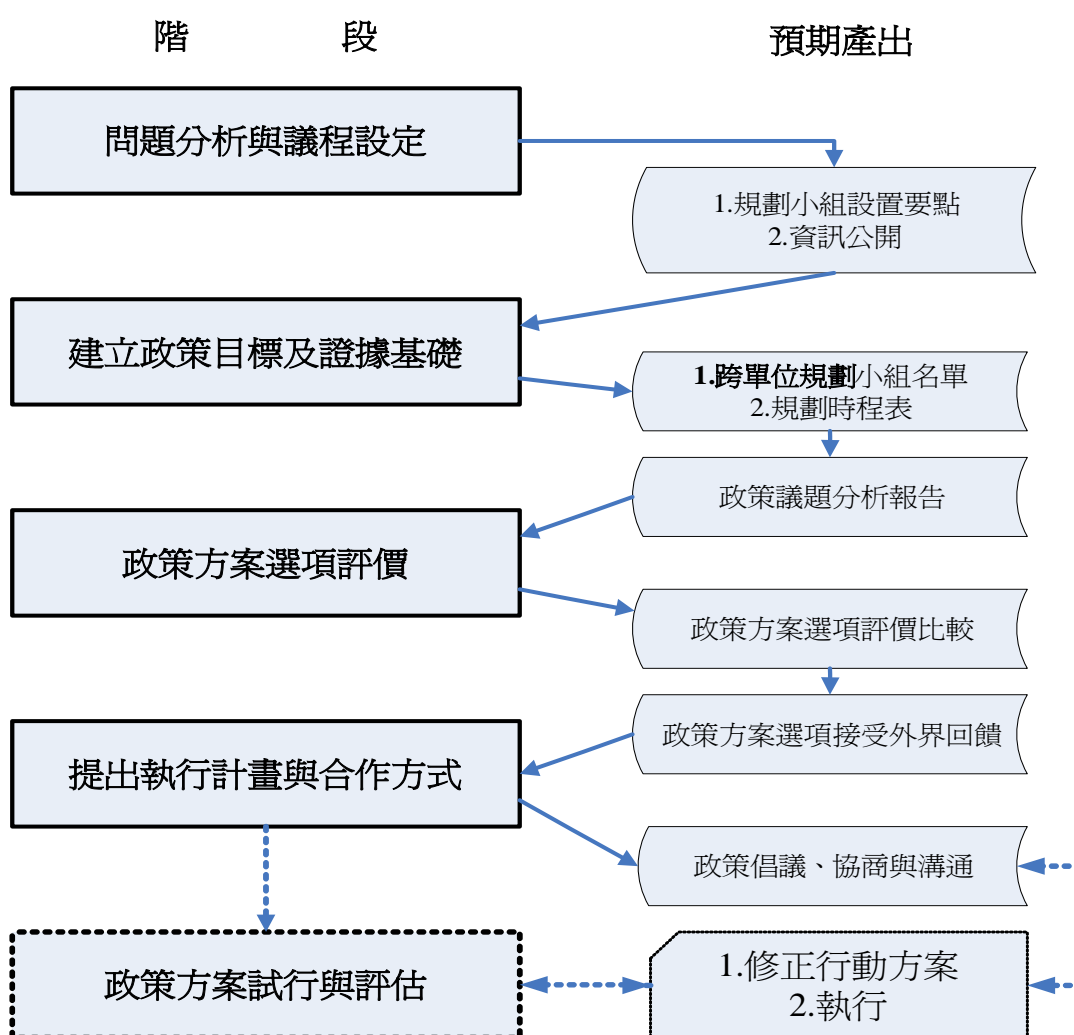 階 段
預期產出
問題分析與議程設定
1.規劃小組設置要點
2.資訊公開
建立政策目標及證據基礎
1.跨單位規劃小組名單
2.規劃時程表
政策議題分析報告
政策方案選項評價
政策方案選項評價比較
政策方案選項接受外界回饋
提出執行計畫與合作方式
政策倡議、協商與溝通
政策方案試行與評估
1.修正行動方案
2.執行